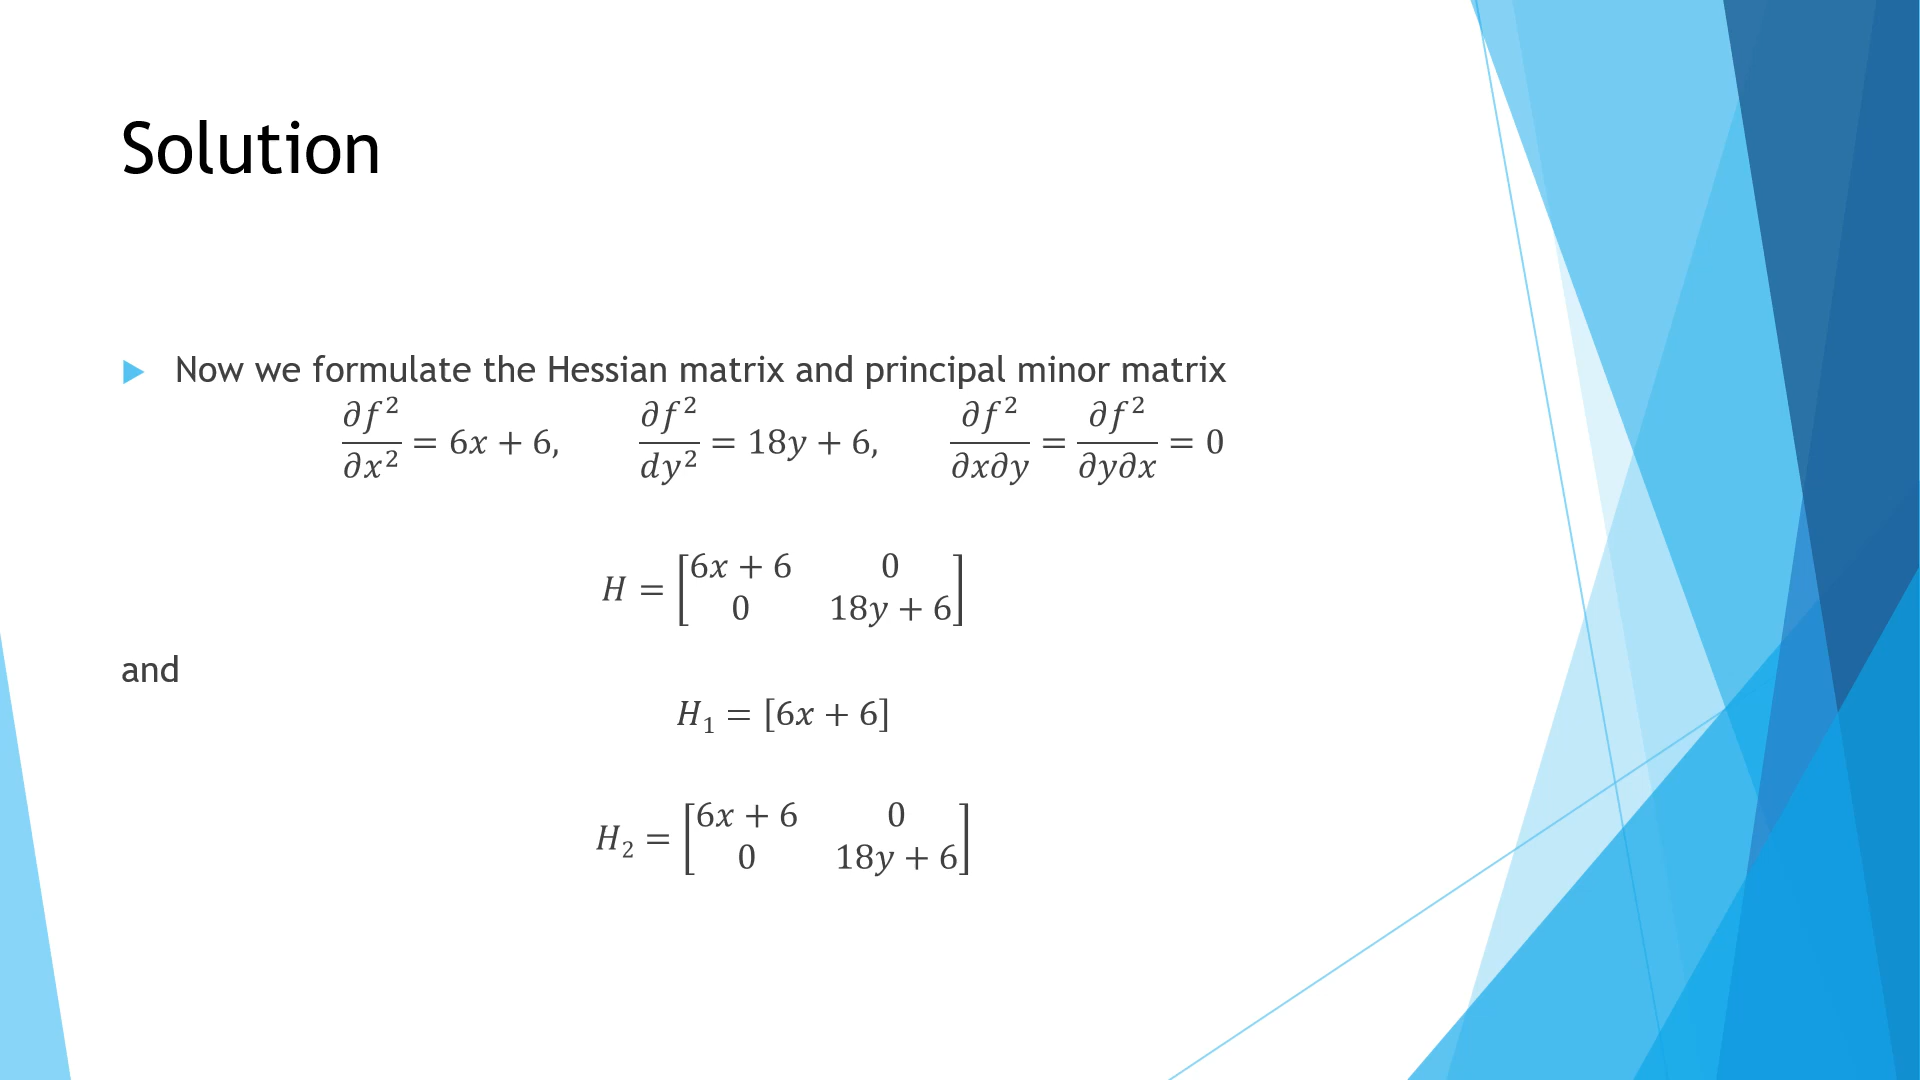 Solution
Now we formulate the Hessian matrix and principal minor matrix
∂f²/∂x² = 6x + 6, ∂f²/dy² = 18y + 6, ∂f²/∂x∂y = ∂f²/∂y∂x = 0
H = [6x + 6 0
0 18y + 6]
and
H₁ = [6x + 6]
H₂ = [6x + 6 0
0 18y + 6]